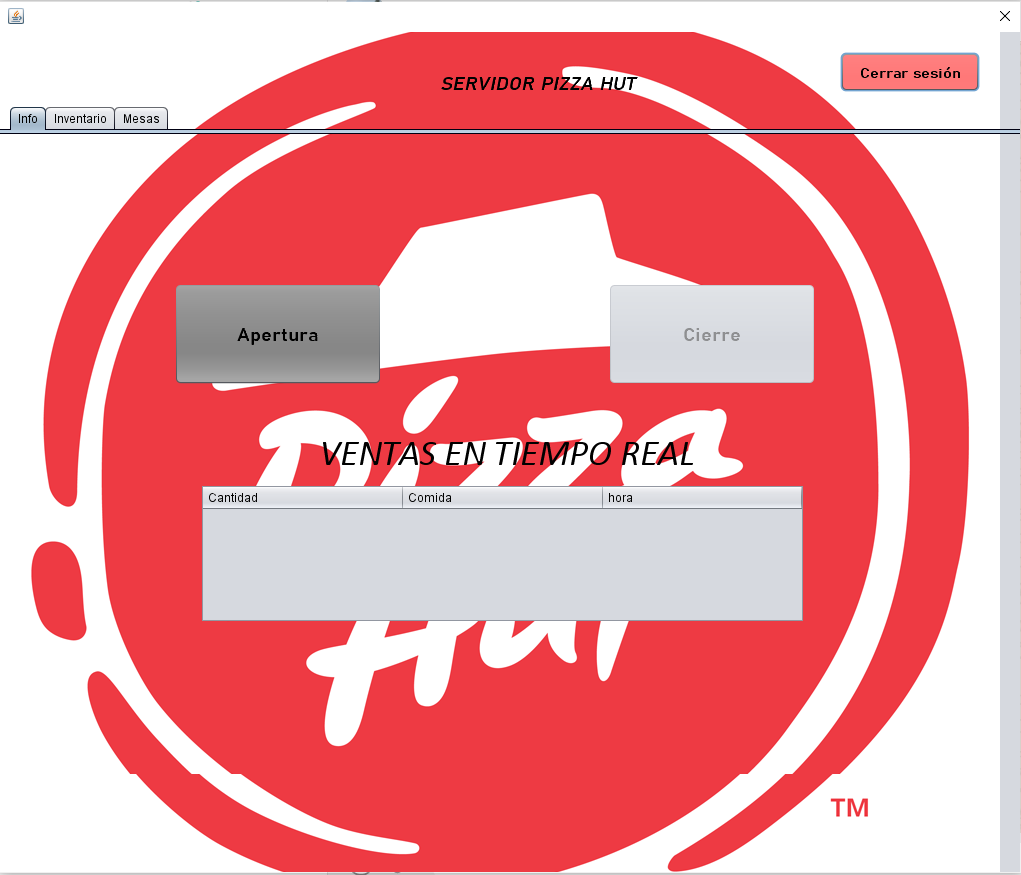 SERVIDOR PIZZA HUT
Cerrar sesión
Info Inventario Mesas
Apertura
Cierre
Pizza
VENTAS EN TIEMPO REAL
Cantidad Comida hora
Hut
TM